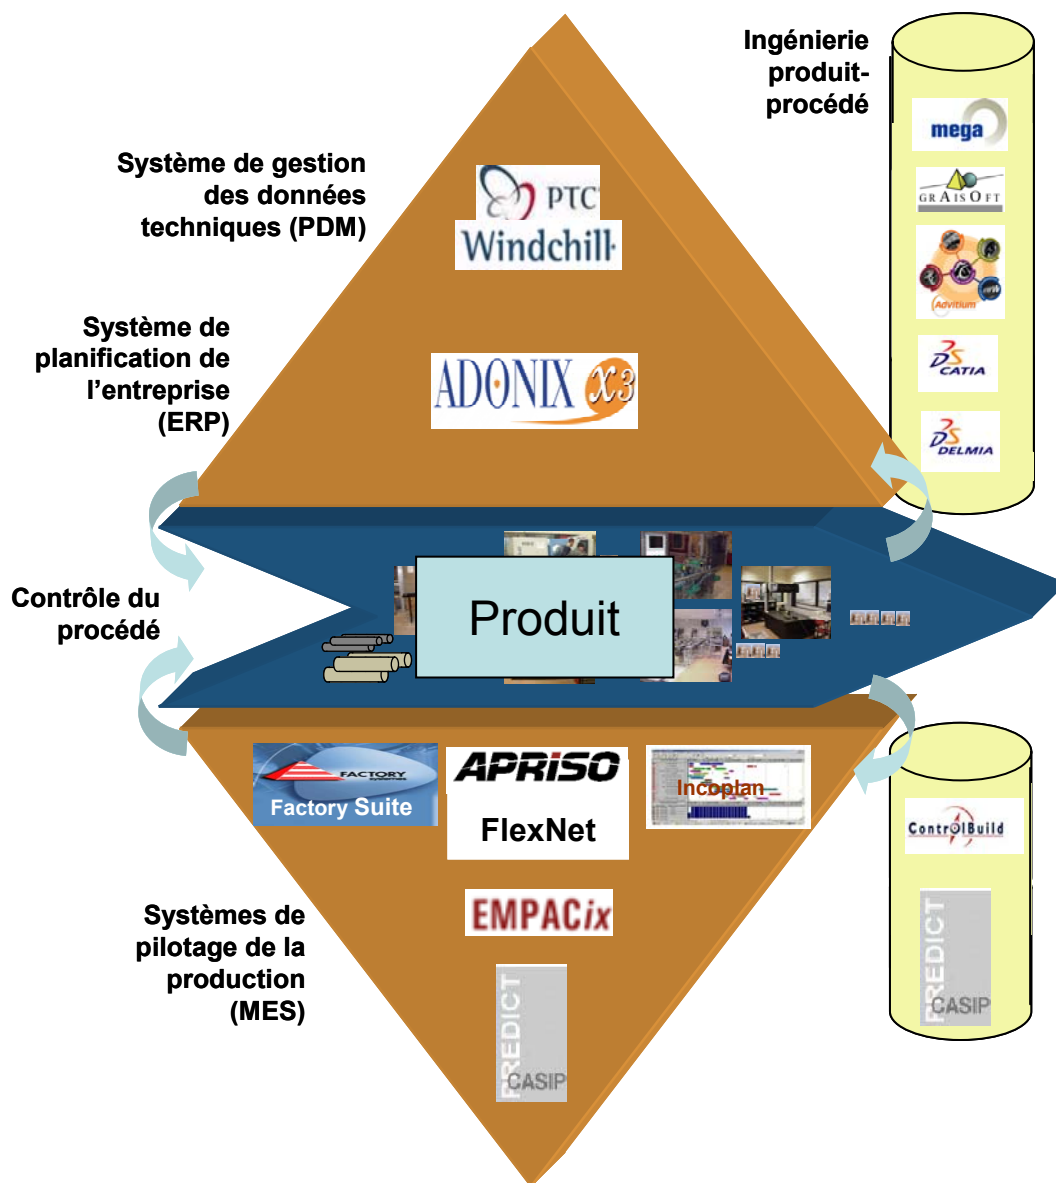 Ingénierie
produit-
procédé
mega
GRAISOFT
Advitium
CATIA
DELMIA
Système de gestion
des données
techniques (PDM)
PTC
Windchill
Système de
planification de
l'entreprise
(ERP)
ADONIX X3
Contrôle du
procédé
Produit
FACTORY
systemes
Factory Suite
APRISO
FlexNet
Incoplan
EMPACix
PREDICT
CASIP
Systèmes de
pilotage de la
production
(MES)
ControlBuild
PREDICT
CASIP